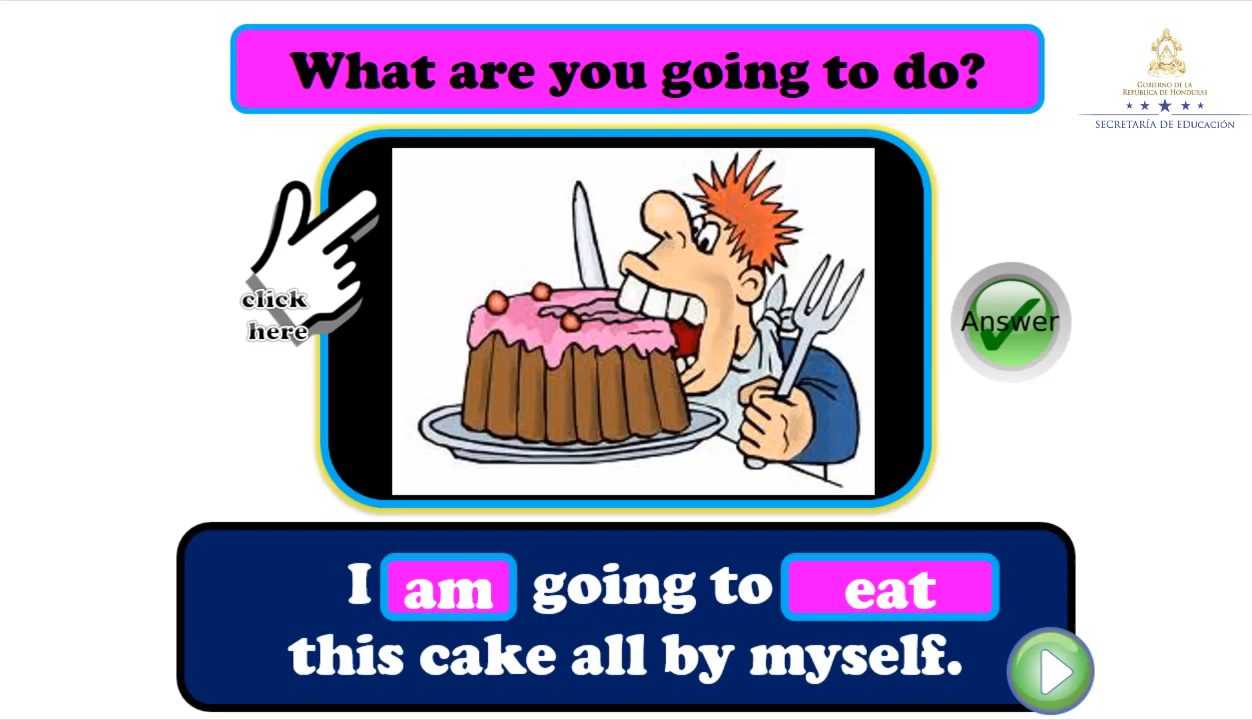 What are you going to do?
GOBIERNO DE LA
REPÚBLICA DE HONDURAS
SECRETARÍA DE EDUCACIÓN
click
here
Answer
I am going to eat
this cake all by myself.